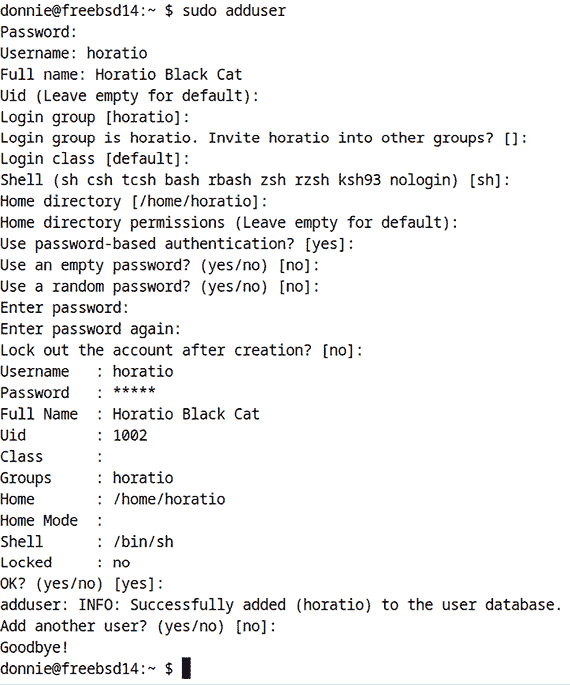 donnie@freebsd14:~ $ sudo adduser
Password:
Username: horatio
Full name: Horatio Black Cat
Uid (Leave empty for default):
Login group [horatio]:
Login group is horatio. Invite horatio into other groups? []:
Login class [default]:
Shell (sh csh tcsh bash rbash zsh rzsh ksh93 nologin) [sh]:
Home directory [/home/horatio]:
Home directory permissions (Leave empty for default):
Use password-based authentication? [yes]:
Use an empty password? (yes/no) [no]:
Use a random password? (yes/no) [no]:
Enter password:
Enter password again:
Lock out the account after creation? [no]:
Username   : horatio
Password   : *****
Full Name  : Horatio Black Cat
Uid        : 1002
Class      :
Groups     : horatio
Home       : /home/horatio
Home Mode  :
Shell      : /bin/sh
Locked     : no
OK? (yes/no) [yes]:
adduser: INFO: Successfully added (horatio) to the user database.
Add another user? (yes/no) [no]:
Goodbye!
donnie@freebsd14:~ $